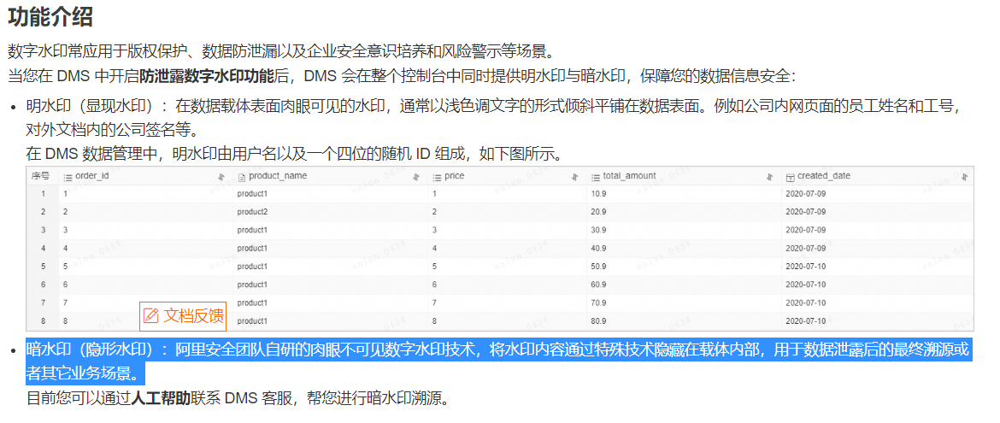 功能介绍
数字水印常应用于版权保护、数据防泄漏以及企业安全意识培养和风险警示等场景。
当您在 DMS 中开启防泄露数字水印功能后，DMS 会在整个控制台中同时提供明水印与暗水印，保障您的数据信息安全：
• 明水印（显现水印）：在数据载体表面肉眼可见的水印，通常以浅色调文字的形式倾斜平铺在数据表面。例如公司内网页面的员工姓名和工号，
对外文档内的公司签名等。
在 DMS 数据管理中，明水印由用户名以及一个四位的随机 ID 组成，如下图所示。
序号 order_id product_name price total_amount created_date
1 1 product1 1 10.9 2020-07-09
2 2 product2 2 20.9 2020-07-09
3 3 product1 3 30.9 2020-07-09
4 4 product1 4 40.9 2020-07-09
5 5 product1 5 50.9 2020-07-10
6 6 product1 6 60.9 2020-07-10
7 7 product1 7 70.9 2020-07-10
文档反馈
8 8 product1 8 80.9 2020-07-10
• 暗水印（隐形水印）：阿里安全团队自研的肉眼不可见数字水印技术，将水印内容通过特殊技术隐藏在载体内部，用于数据泄露后的最终溯源或
者其它业务场景。
目前您可以通过人工帮助联系 DMS 客服，帮您进行暗水印溯源。